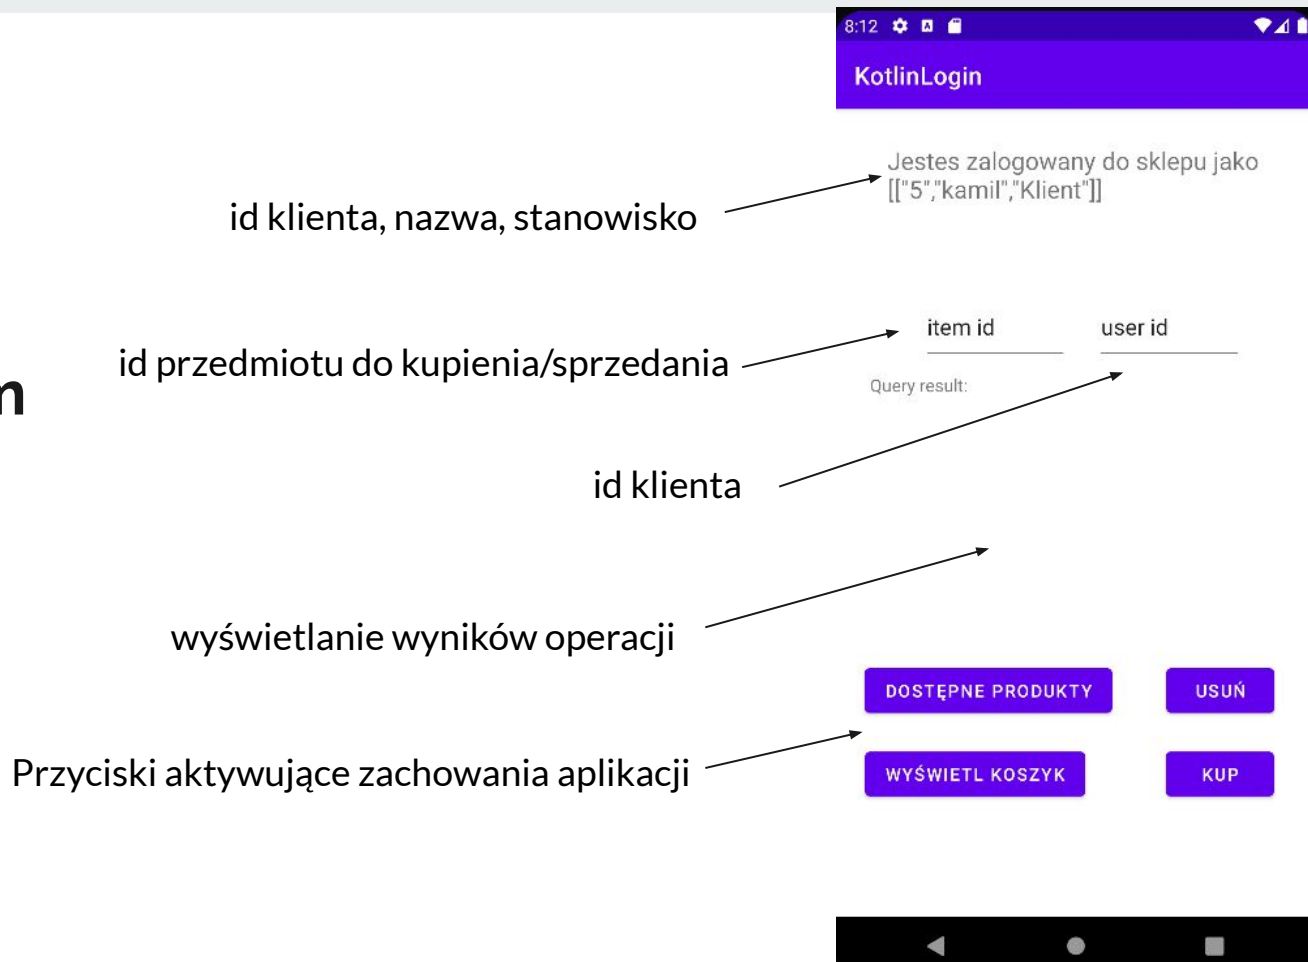 8:12
KotlinLogin
Jestes zalogowany do sklepu jako
[["5","kamil","Klient"]]
id klienta, nazwa, stanowisko
item id
user id
id przedmiotu do kupienia/sprzedania
Query result:
id klienta
wyświetlanie wyników operacji
DOSTĘPNE PRODUKTY
USUŃ
Przyciski aktywujące zachowania aplikacji
WYŚWIETL KOSZYK
KUP